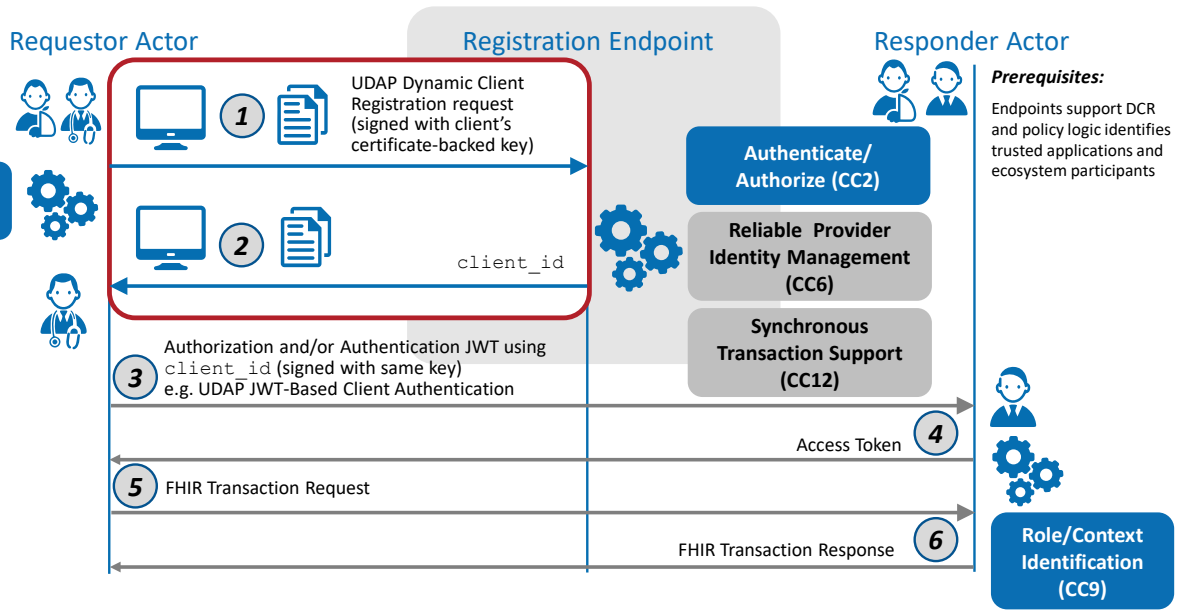 Requestor Actor
Registration Endpoint
Responder Actor
1
UDAP Dynamic Client
Registration request
(signed with client's
certificate-backed key)
Prerequisites:
Endpoints support DCR
and policy logic identifies
trusted applications and
ecosystem participants
Authenticate/
Authorize (CC2)
2
client_id
Reliable Provider
Identity Management
(CC6)
Synchronous
Transaction Support
(CC12)
3
Authorization and/or Authentication JWT using
client_id (signed with same key)
e.g. UDAP JWT-Based Client Authentication
4
Access Token
5
FHIR Transaction Request
6
FHIR Transaction Response
Role/Context
Identification
(CC9)